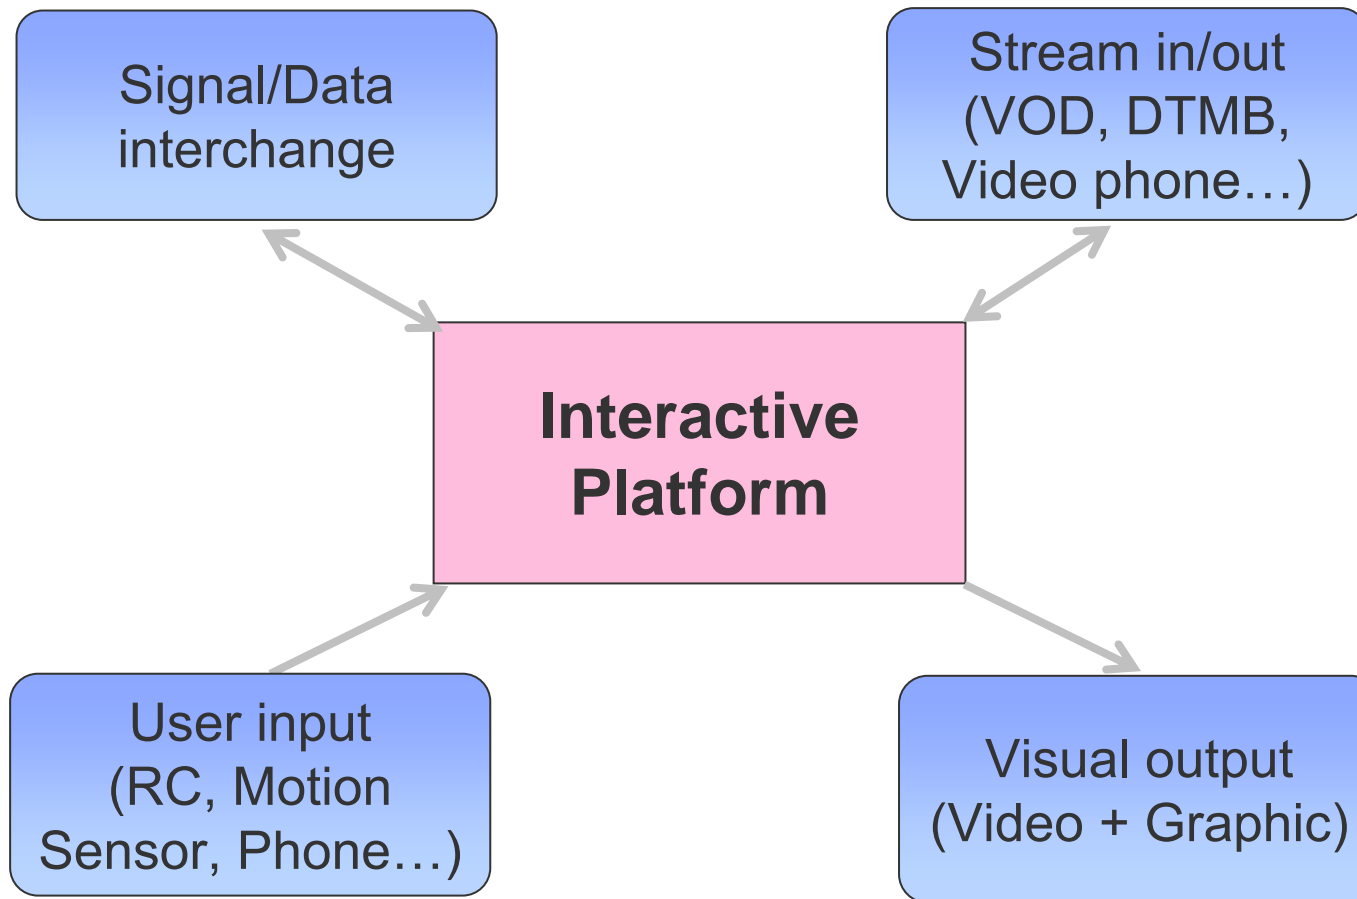 Signal/Data
interchange
Stream in/out
(VOD, DTMB,
Video phone…)
Interactive
Platform
User input
(RC, Motion
Sensor, Phone…)
Visual output
(Video + Graphic)